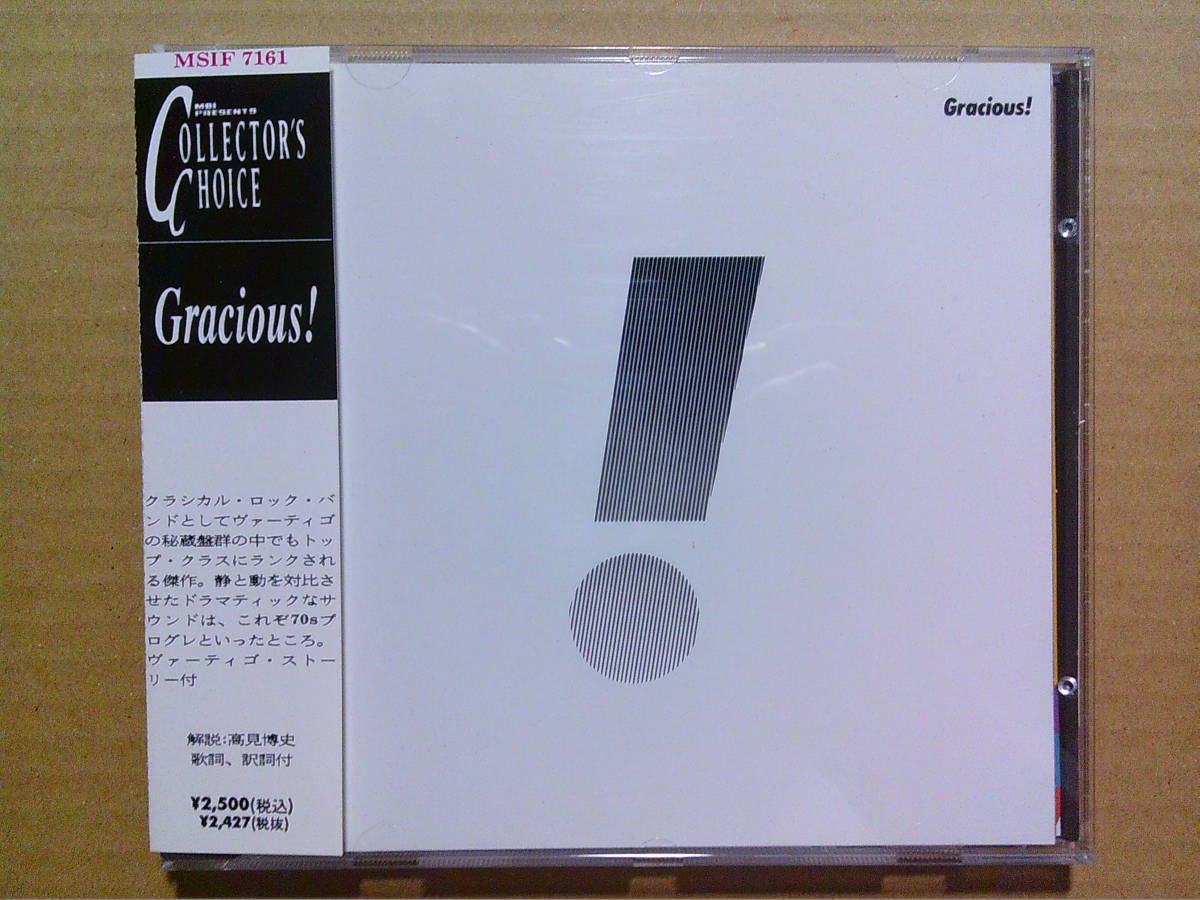 MSIF 7161
MSI
PRESENTS
COLLECTOR'S
CHOICE
Gracious!
クラシカル・ロック・バ
ンドとしてヴァーティゴ
の秘蔵盤群の中でもトッ
プ・クラスにランクされ
る傑作。静と動を対比さ
せたドラマティックなサ
ウンドは、これぞ70sプ
ログレといったところ。
ヴァーティゴ・ストー
リー付
解説:高見博史
歌詞、訳詞付
¥2,500(税込)
¥2,427(税抜)
Gracious!